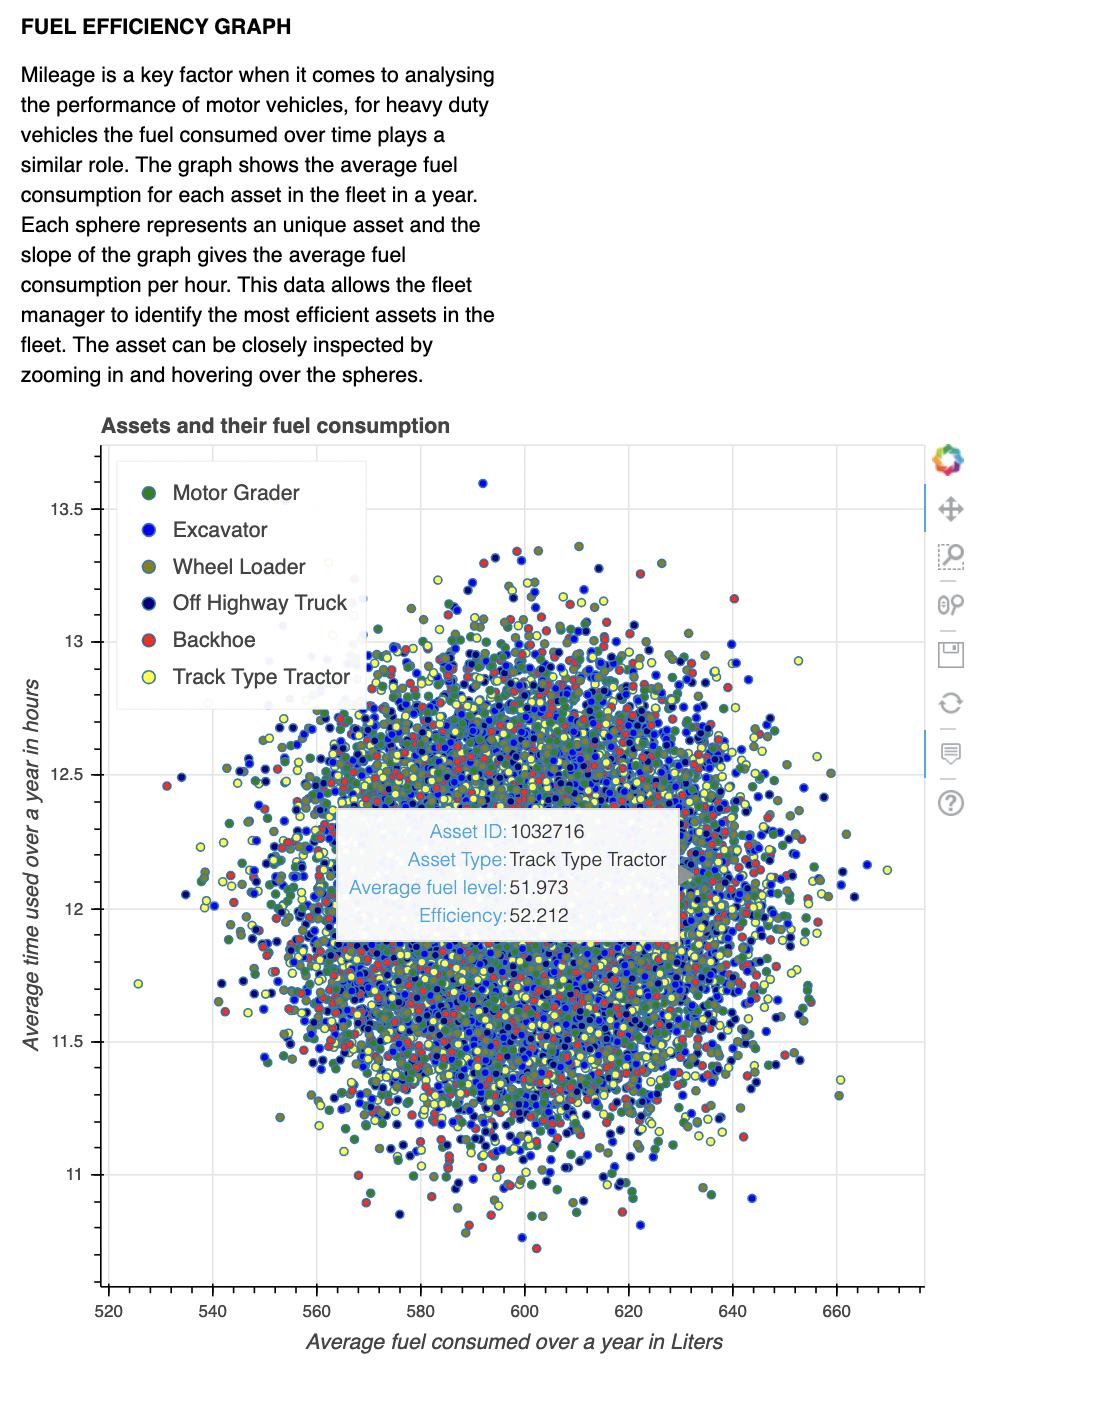 FUEL EFFICIENCY GRAPH
Mileage is a key factor when it comes to analysing
the performance of motor vehicles, for heavy duty
vehicles the fuel consumed over time plays a
similar role. The graph shows the average fuel
consumption for each asset in the fleet in a year.
Each sphere represents an unique asset and the
slope of the graph gives the average fuel
consumption per hour. This data allows the fleet
manager to identify the most efficient assets in the
fleet. The asset can be closely inspected by
zooming in and hovering over the spheres.
Assets and their fuel consumption
Motor Grader
Excavator
Wheel Loader
Off Highway Truck
Backhoe
Track Type Tractor
13.5
13
12.5
12
11.5
11
Average time used over a year in hours
Asset ID: 1032716
Asset Type: Track Type Tractor
Average fuel level: 51.973
Efficiency: 52.212
520 540 560 580 600 620 640 660
Average fuel consumed over a year in Liters